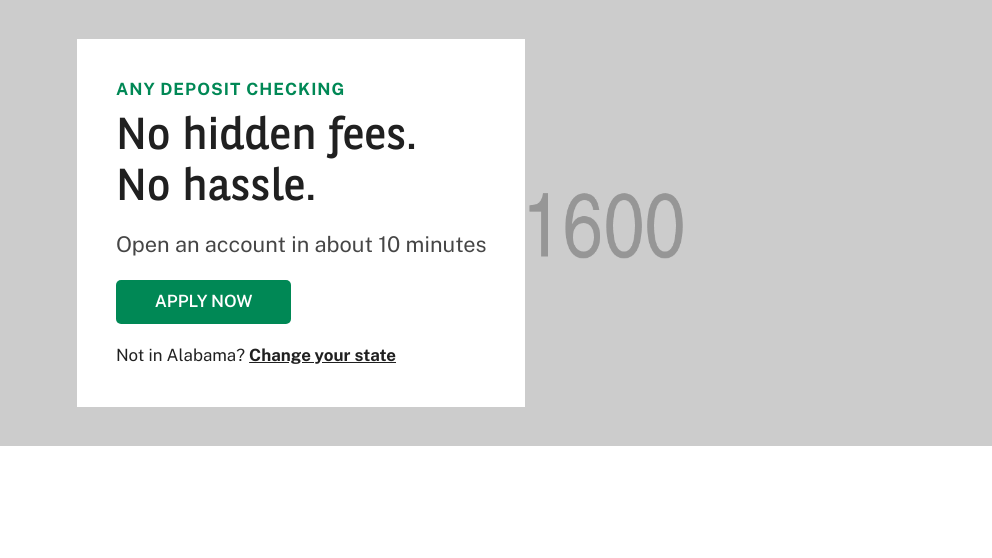 ANY DEPOSIT CHECKING
No hidden fees.
No hassle.
Open an account in about 10 minutes
APPLY NOW
Not in Alabama? Change your state
1600